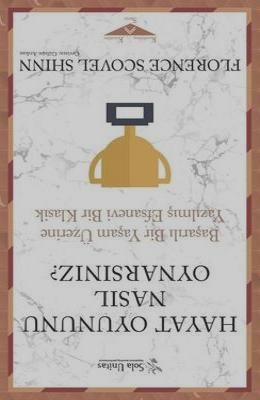 Sola Unitas
HAYAT OYUNUNU
NASIL
OYNARSINIZ?
Başarılı Bir Yaşam Üzerine
Yazılmış Efsanevi Bir Klasik
FLORENCE SCOVEL SHINN